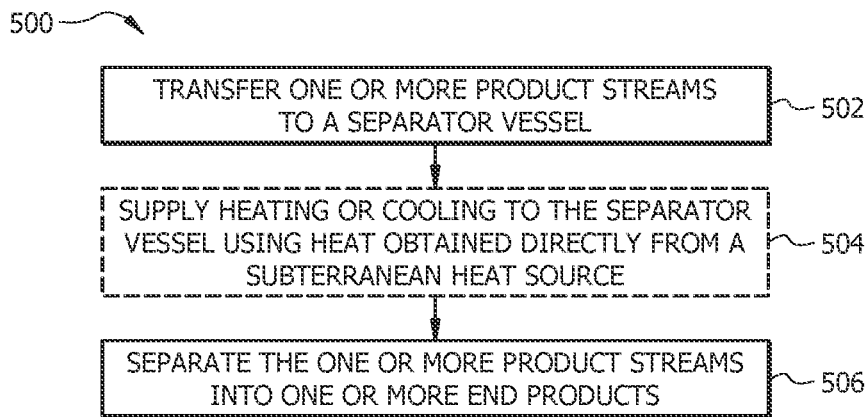 500
TRANSFER ONE OR MORE PRODUCT STREAMS
TO A SEPARATOR VESSEL
502
SUPPLY HEATING OR COOLING TO THE SEPARATOR
VESSEL USING HEAT OBTAINED DIRECTLY FROM A
SUBTERRANEAN HEAT SOURCE
504
SEPARATE THE ONE OR MORE PRODUCT STREAMS
INTO ONE OR MORE END PRODUCTS
506